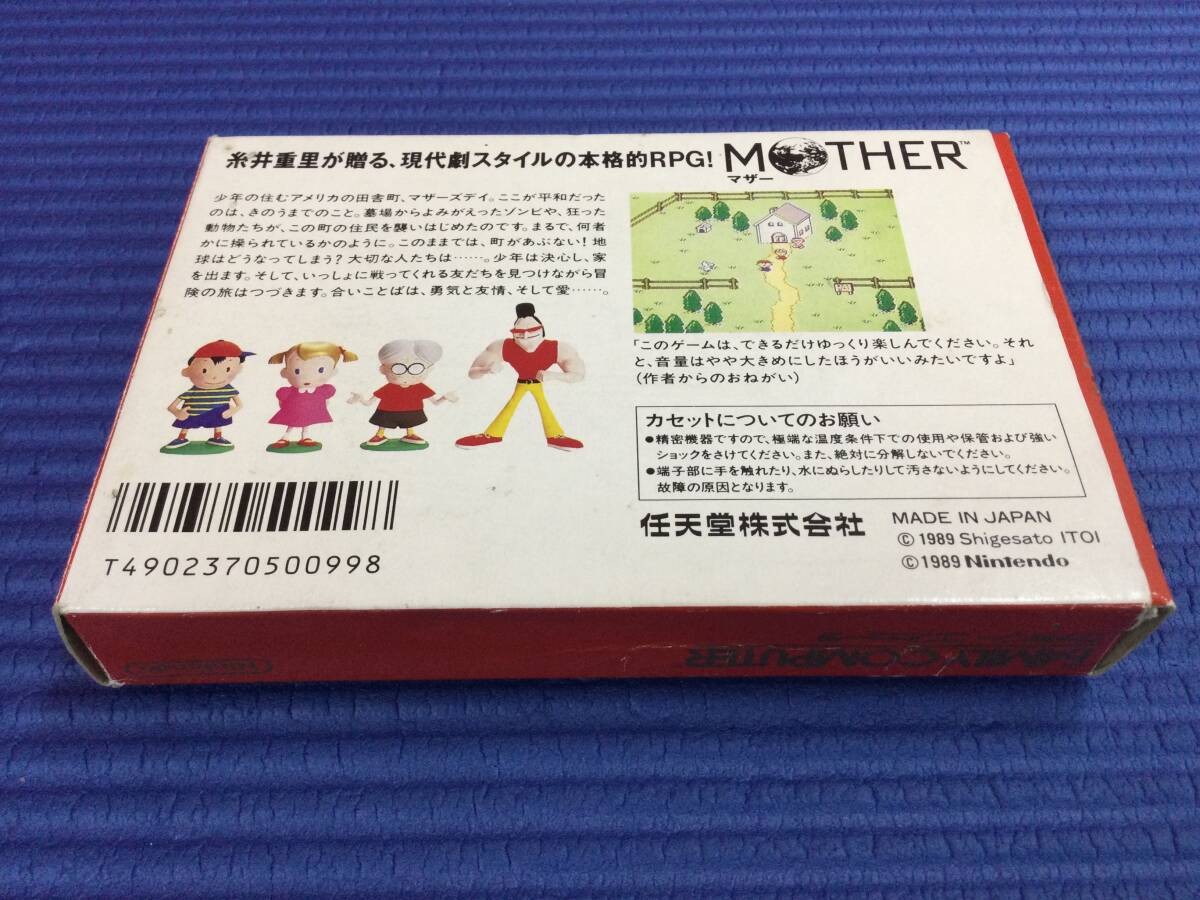 糸井重里が贈る、現代劇スタイルの本格的RPG!
MOTHER™
マザー
少年の住むアメリカの田舎町、マザーズデイ。ここが平和だった
のは、きのうまでのこと。墓場からよみがえったゾンビや、狂った
動物たちが、この町の住民を襲いはじめたのです。まるで、何者
かに操られているかのように。このままでは、町があぶない!地
球はどうなってしまう?大切な人たちは……。少年は決心し、家
を出ます。そして、いっしょに戦ってくれる友だちを見つけながら冒
険の旅はつづきます。合いことばは、勇気と友情、そして愛……。
「このゲームは、できるだけゆっくり楽しんでください。それ
と、音量はやや大きめにしたほうがいいみたいですよ」
(作者からのおねがい)
カセットについてのお願い
●精密機器ですので、極端な温度条件下での使用や保管および強い
ショックをさけてください。また、絶対に分解しないでください。
●端子部に手を触れたり、水にぬらしたりして汚さないようにしてください。
故障の原因となります。
任天堂株式会社
MADE IN JAPAN
©1989 Shigesato ITOI
©1989 Nintendo
T4902370500998
FAMILY COMPUTER
Nintendo